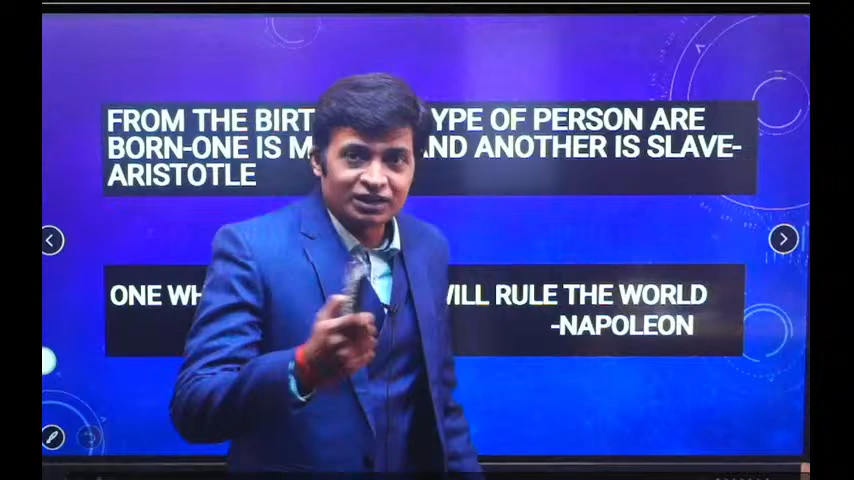 FROM THE BIRT YPE OF PERSON ARE
BORN-ONE IS M AND ANOTHER IS SLAVE-
ARISTOTLE
ONE WH WILL RULE THE WORLD
-NAPOLEON